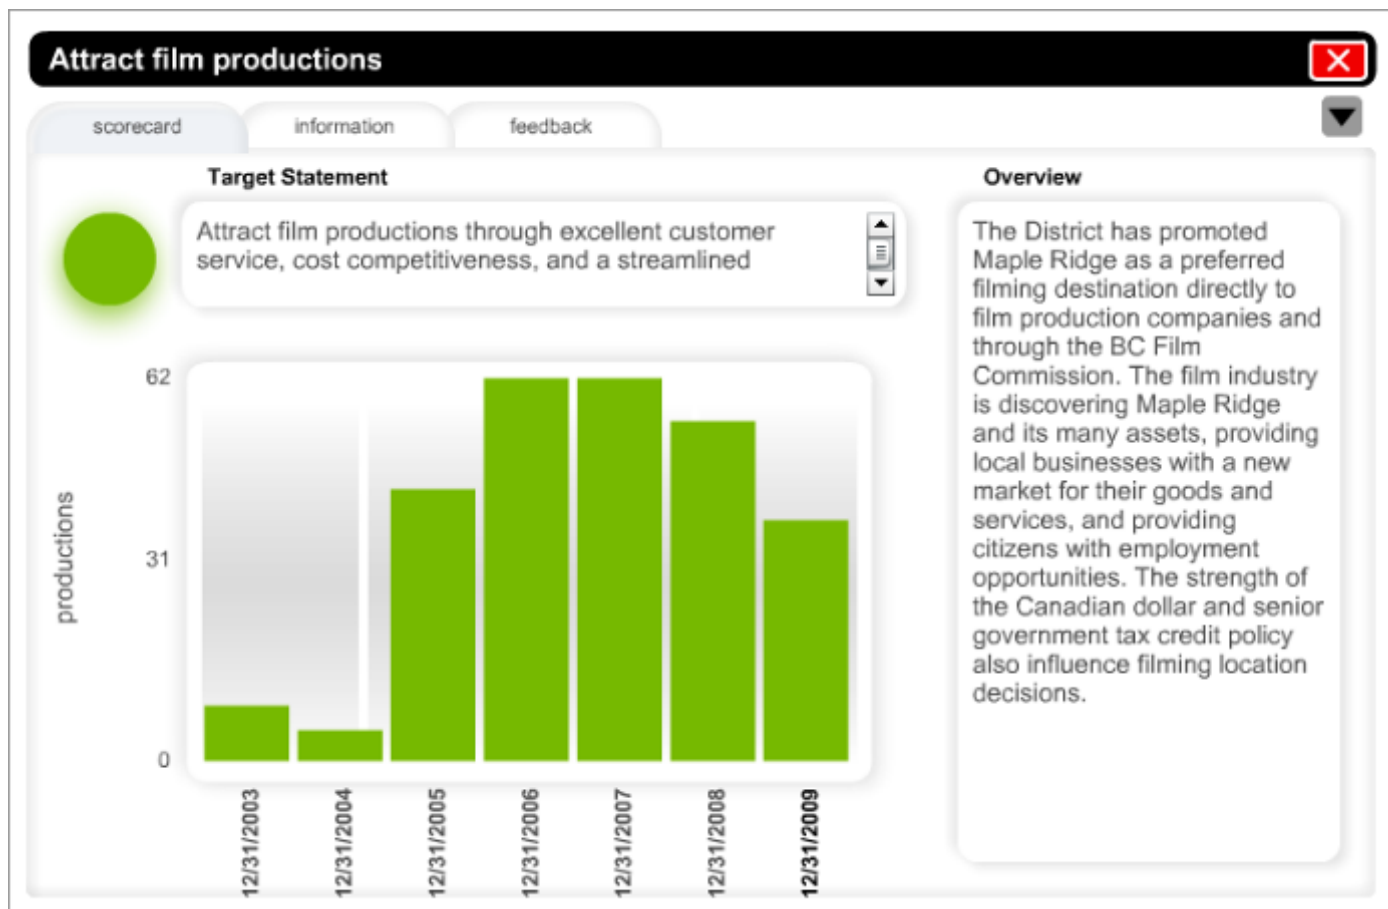 Attract film productions
scorecard
information
feedback
Target Statement
Attract film productions through excellent customer
service, cost competitiveness, and a streamlined
62
31
0
productions
12/31/2003
12/31/2004
12/31/2005
12/31/2006
12/31/2007
12/31/2008
12/31/2009
Overview
The District has promoted
Maple Ridge as a preferred
filming destination directly to
film production companies and
through the BC Film
Commission. The film industry
is discovering Maple Ridge
and its many assets, providing
local businesses with a new
market for their goods and
services, and providing
citizens with employment
opportunities. The strength of
the Canadian dollar and senior
government tax credit policy
also influence filming location
decisions.